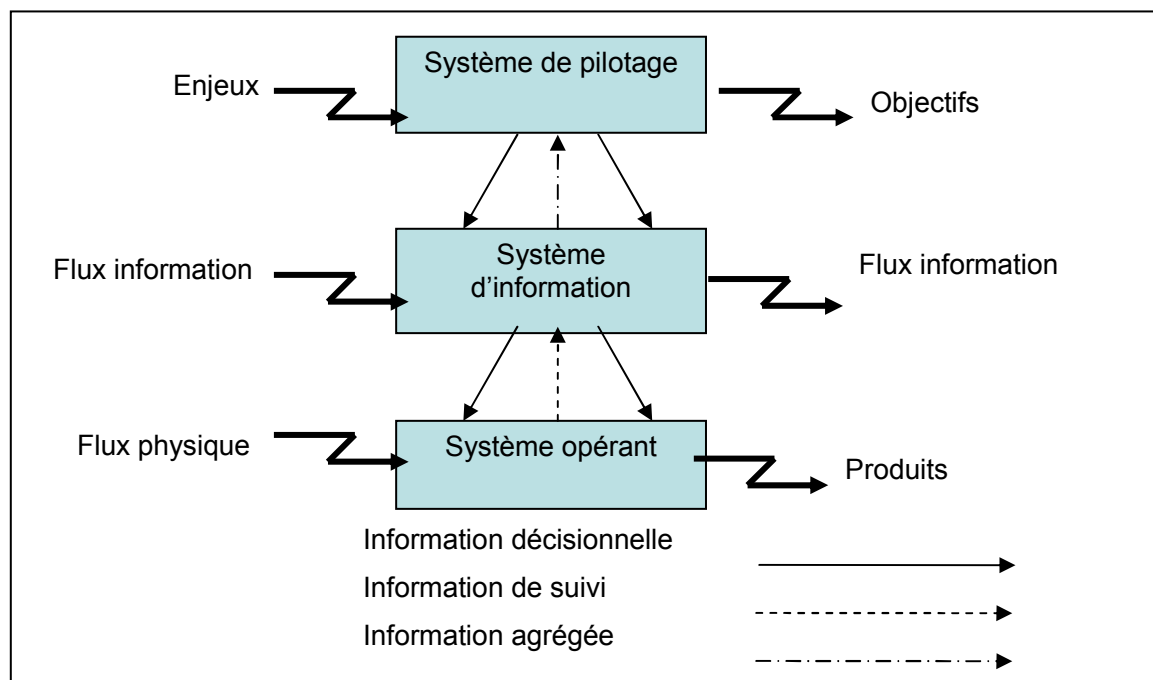 Système de pilotage
Enjeux
Objectifs
Système
d'information
Flux information
Flux information
Système opérant
Flux physique
Produits
Information décisionnelle
Information de suivi
Information agrégée